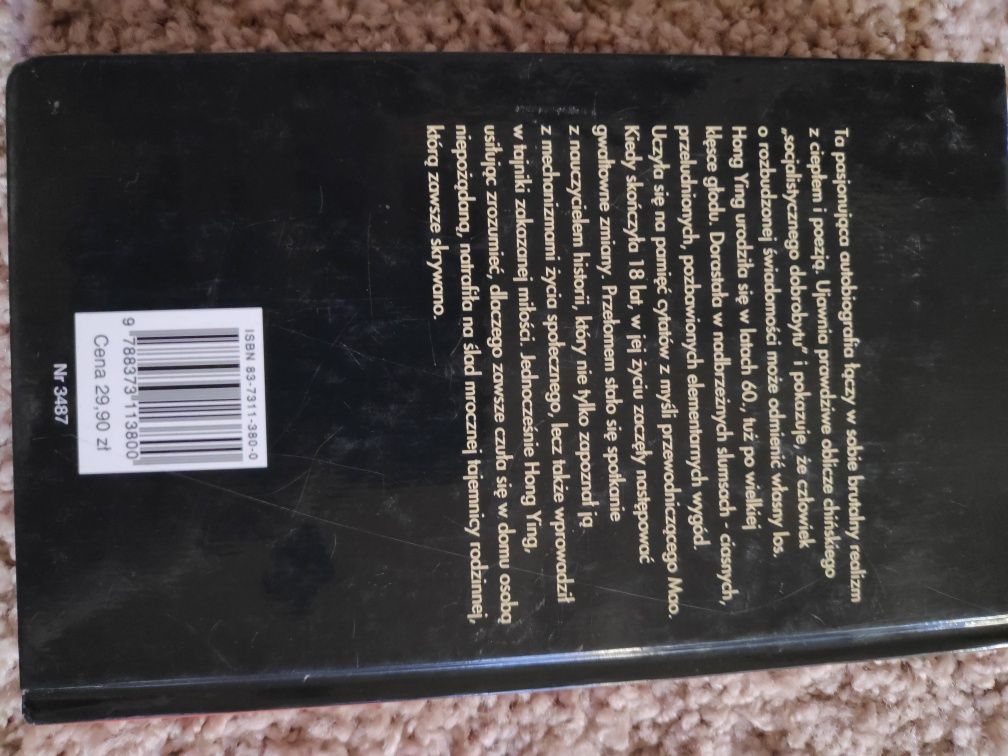 Ta pasjonująca autobiografia łączy w sobie brutalny realizm
z ciepłem i poezją. Ujawnia prawdziwe oblicze chińskiego
„socjalistycznego dobrobytu” i pokazuje, że człowiek
o rozbudzonej świadomości może odmienić własny los.
Hong Ying urodziła się w latach 60., tuż po wielkiej
klęsce głodu. Dorastała w nadbrzeżnych slumsach - ciasnych,
przeludnionych, pozbawionych elementarnych wygód.
Uczyła się na pamięć cytatów z myśli przewodniczącego Mao.
Kiedy skończyła 18 lat, w jej życiu zaczęły następować
gwałtowne zmiany. Przełomem stało się spotkanie
z nauczycielem historii, który nie tylko zapoznał ją
z mechanizmami życia społecznego, lecz także wprowadził
w tajniki zakazanej miłości. Jednocześnie Hong Ying,
usiłując zrozumieć, dlaczego zawsze czuła się w domu osobą
niepożądaną, natrafiła na ślad mrocznej tajemnicy rodzinnej,
którą zawsze skrywano.
ISBN 83-7311-380-0
9 788373 113800
Cena 29,90 zł
Nr 3487